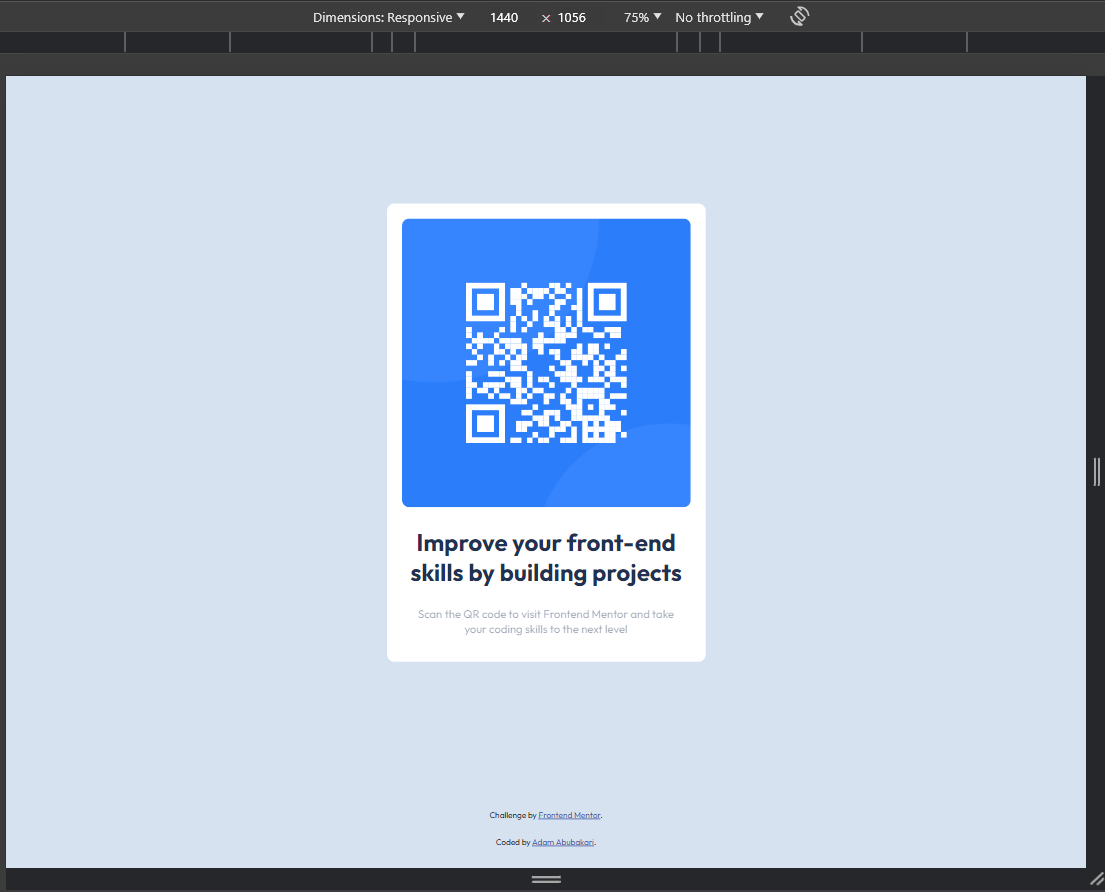 Dimensions: Responsive 1440 × 1056 75% No throttling
Improve your front-end
skills by building projects
Scan the QR code to visit Frontend Mentor and take
your coding skills to the next level
Challenge by Frontend Mentor.
Coded by Adam Abubakari.